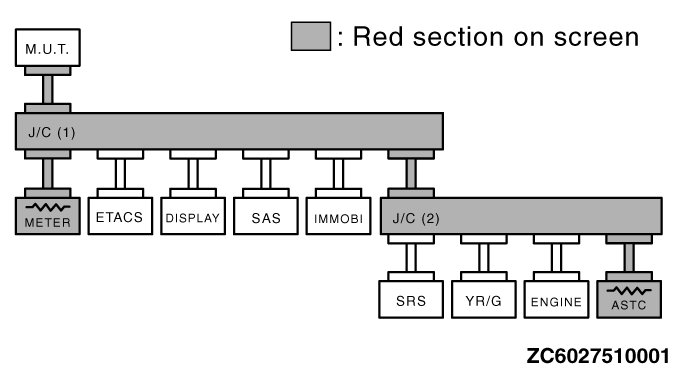 : Red section on screen
M.U.T.
J/C (1)
METER
ETACS
DISPLAY
SAS
IMMOBI
J/C (2)
SRS
YR/G
ENGINE
ASTC
ZC6027510001